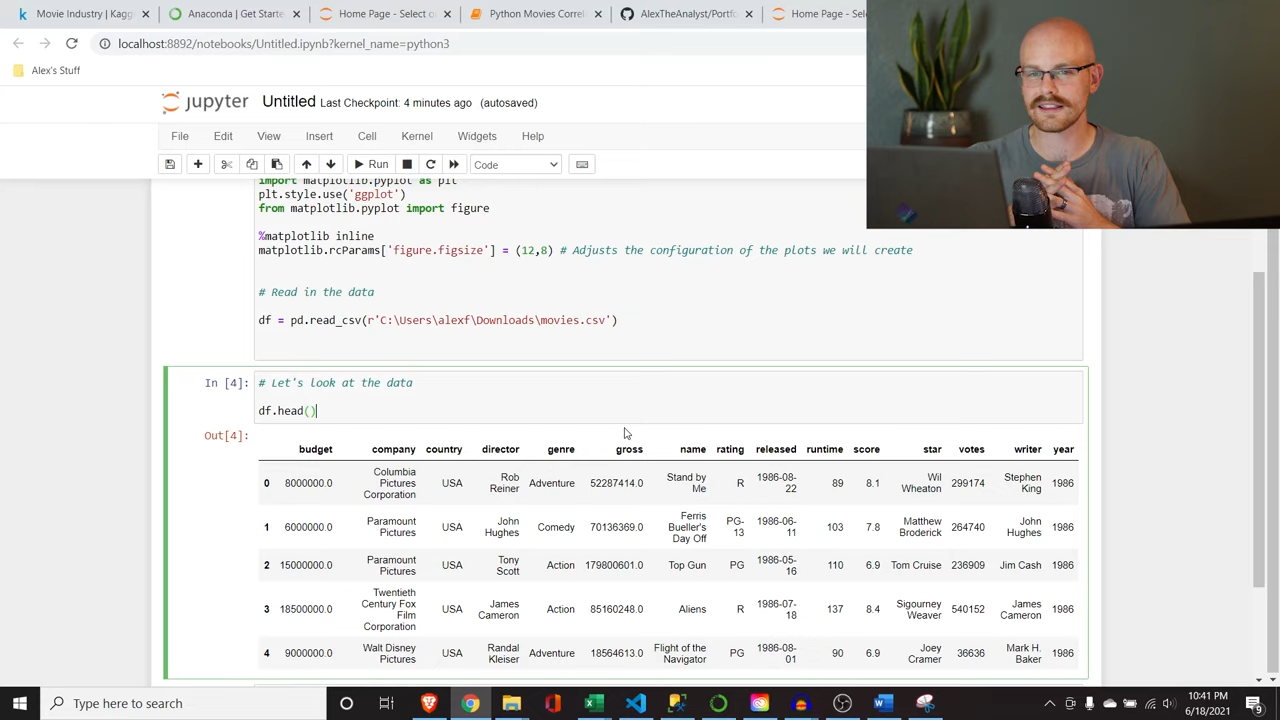 Movie Industry | Kagg
Anaconda | Get Starte
Home Page - Select o
Python Movies Correl
AlexTheAnalyst/Portfo
Home Page - Sele
localhost:8892/notebooks/Untitled.ipynb?kernel_name=python3
Alex's Stuff
jupyter Untitled Last Checkpoint: 4 minutes ago (autosaved)
File Edit View Insert Cell Kernel Widgets Help
Run Code
import matplotlib.pyplot as plt
plt.style.use('ggplot')
from matplotlib.pyplot import figure
%matplotlib inline
matplotlib.rcParams['figure.figsize'] = (12,8) # Adjusts the configuration of the plots we will create
# Read in the data
df = pd.read_csv(r'C:\Users\alexf\Downloads\movies.csv')
In [4]: # Let's look at the data
df.head()
Out[4]:
budget company country director genre gross name rating released runtime score star votes writer year
0 8000000.0 Columbia Pictures Corporation USA Rob Reiner Adventure 52287414.0 Stand by Me R 1986-08-22 89 8.1 Wil Wheaton 299174 Stephen King 1986
1 6000000.0 Paramount Pictures USA John Hughes Comedy 70136369.0 Ferris Bueller's Day Off PG-13 1986-06-11 103 7.8 Matthew Broderick 264740 John Hughes 1986
2 15000000.0 Paramount Pictures USA Tony Scott Action 179800601.0 Top Gun PG 1986-05-16 110 6.9 Tom Cruise 236909 Jim Cash 1986
3 18500000.0 Twentieth Century Fox Film Corporation USA James Cameron Action 85160248.0 Aliens R 1986-07-18 137 8.4 Sigourney Weaver 540152 James Cameron 1986
4 9000000.0 Walt Disney Pictures USA Randal Kleiser Adventure 18564613.0 Flight of the Navigator PG 1986-08-01 90 6.9 Joey Cramer 36636 Mark H. Baker 1986
Type here to search
10:41 PM
6/18/2021